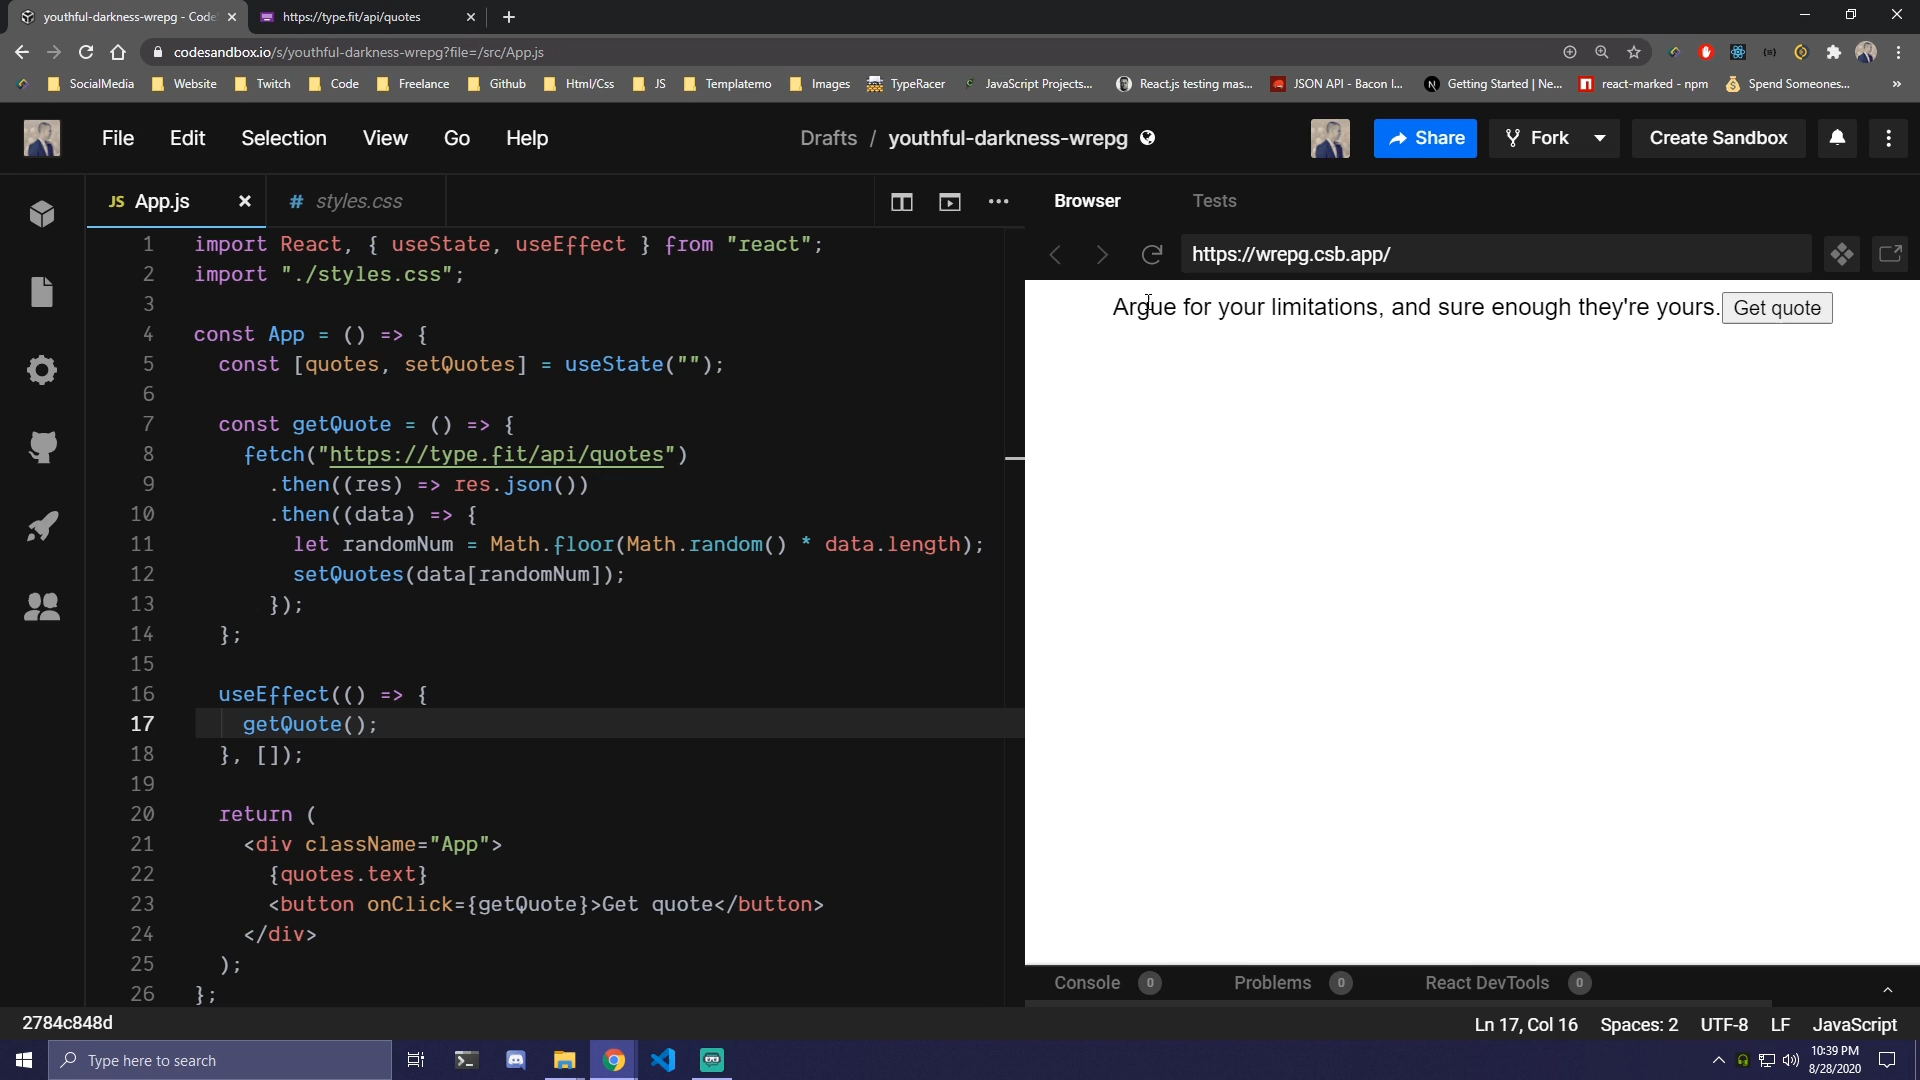 youthful-darkness-wrepg - Code
https://type.fit/api/quotes
codesandbox.io/s/youthful-darkness-wrepg?file=/src/App.js
SocialMedia Website Twitch Code Freelance Github Html/Css JS Templatemo Images TypeRacer JavaScript Projects... React.js testing mas... JSON API - Bacon I... Getting Started | Ne... react-marked - npm Spend Someones... »
File Edit Selection View Go Help
Drafts / youthful-darkness-wrepg
Share Fork Create Sandbox
JS App.js
# styles.css
Browser Tests
https://wrepg.csb.app/
1 import React, { useState, useEffect } from "react";
2 import "./styles.css";
3
4 const App = () => {
5 const [quotes, setQuotes] = useState("");
6
7 const getQuote = () => {
8 fetch("https://type.fit/api/quotes")
9 .then((res) => res.json())
10 .then((data) => {
11 let randomNum = Math.floor(Math.random() * data.length);
12 setQuotes(data[randomNum]);
13 });
14 };
15
16 useEffect(() => {
17 getQuote();
18 }, []);
19
20 return (
21 <div className="App">
22 {quotes.text}
23 <button onClick={getQuote}>Get quote</button>
24 </div>
25 );
26 };
Argue for your limitations, and sure enough they're yours. Get quote
Console 0 Problems 0 React DevTools 0
2784c848d
Ln 17, Col 16 Spaces: 2 UTF-8 LF JavaScript
Type here to search
10:39 PM
8/28/2020